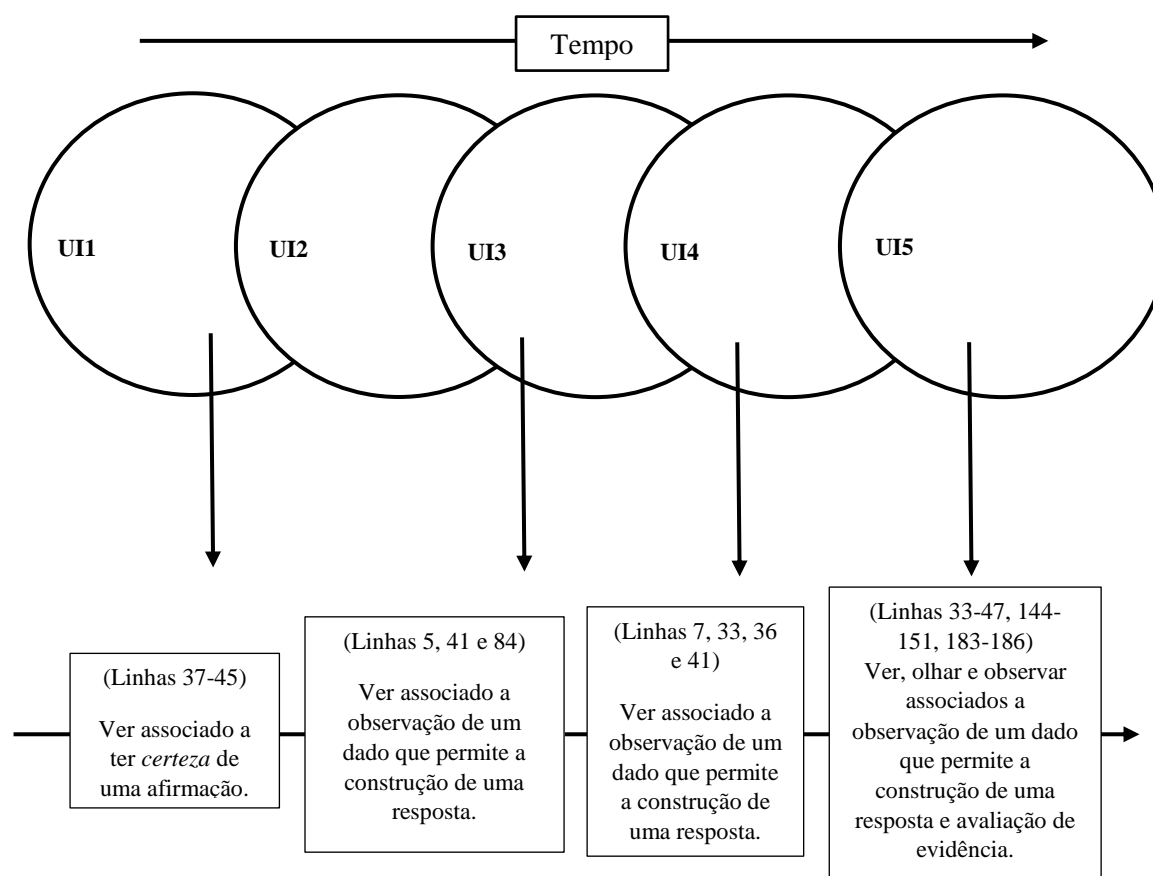 Tempo
UI1
UI2
UI3
UI4
UI5
(Linhas 37-45)
Ver associado a
ter certeza de
uma afirmação.
(Linhas 5, 41 e 84)
Ver associado a
observação de um
dado que permite a
construção de uma
resposta.
(Linhas 7, 33, 36
e 41)
Ver associado a
observação de um
dado que permite
a construção de
uma resposta.
(Linhas 33-47, 144-
151, 183-186)
Ver, olhar e observar
associados a
observação de um dado
que permite a
construção de uma
resposta e avaliação de
evidência.